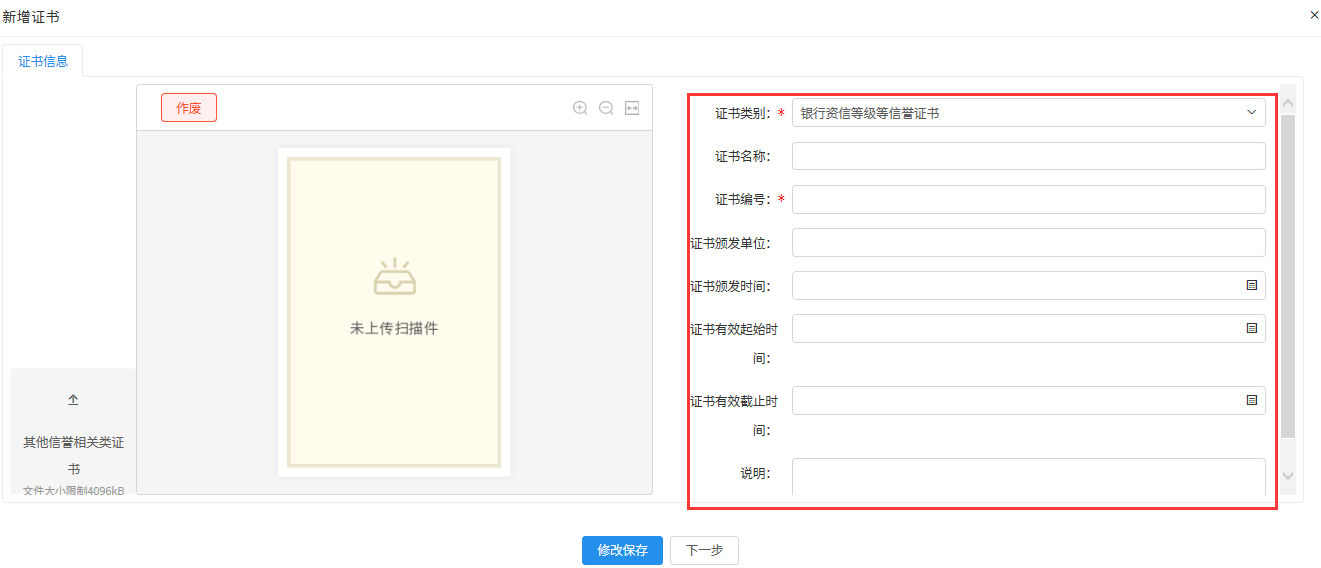 新增证书
证书信息
作废
未上传扫描件
其他信誉相关类证
书
文件大小限制4096kB
证书类别：* 银行资信等级等信誉证书
证书名称：
证书编号：*
证书颁发单位：
证书颁发时间：
证书有效起始时
间：
证书有效截止时
间：
说明：
修改保存 下一步